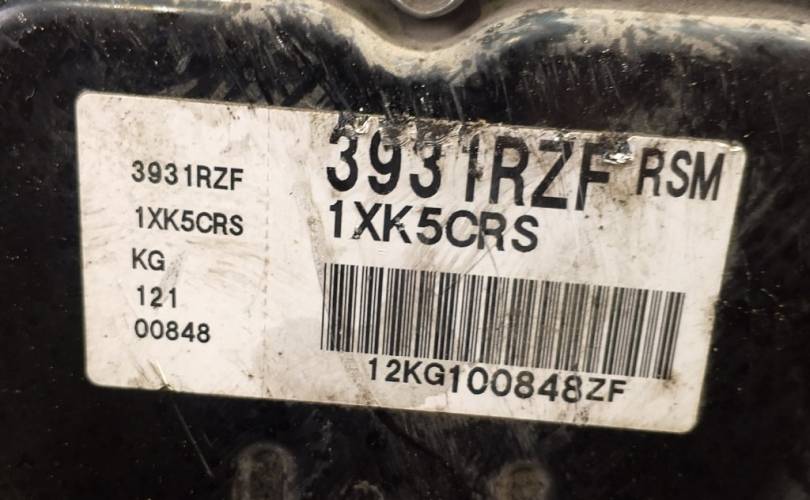 3931RZF
1XK5CRS
KG
121
00848
3931RZF RSM
1XK5CRS
12KG100848ZF